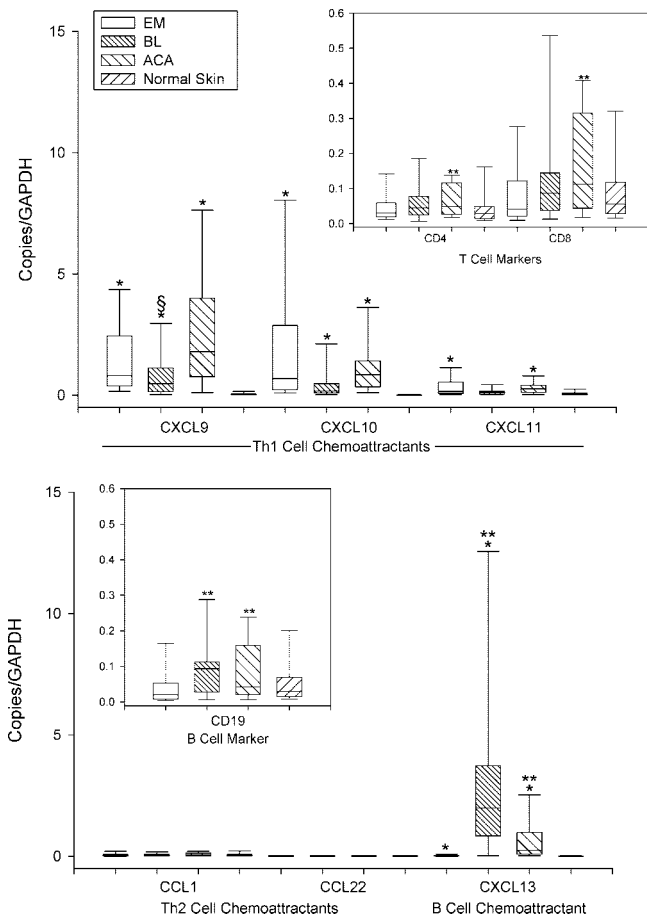 EM
BL
ACA
Normal Skin
15
10
5
0
Copies/GAPDH
0.6
0.5
0.4
0.3
0.2
0.1
0.0
**
**
CD4 CD8
T Cell Markers
*
§
*
*
*
*
*
*
*
CXCL9 CXCL10 CXCL11
Th1 Cell Chemoattractants
15
10
5
0
Copies/GAPDH
0.6
0.5
0.4
0.3
0.2
0.1
0.0
** **
CD19
B Cell Marker
**
*
**
*
*
CCL1 CCL22 CXCL13
Th2 Cell Chemoattractants B Cell Chemoattractant